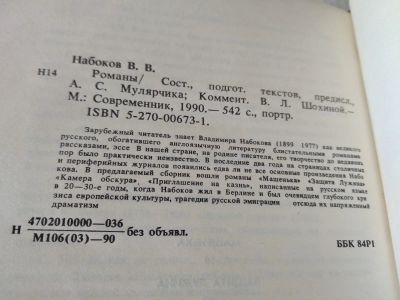 Набоков В. В.
Н14 Романы/ Сост., подгот. текстов, предисл.,
А. С. Мулярчика; Коммент. В. Л. Шохиной.—
М.: Современник, 1990.— 542 с., портр.
ISBN 5-270-00673-1.
Зарубежный читатель знает Владимира Набокова (1899 1977) как великого
русского, обогатившего англоязычную литературу блистательными романами
рассказами, эссе В нашей стране, на родине писателя, его творчество до недавних
пор было практически неизвестно. В последние два года на страницах столичных
и периферийных журналов появились едва ли не все основные произведения Набо-
кова. В предлагаемый сборник вошли романы «Машенька» «Защита Лужина»
«Камера обскура» «Приглашение на казнь», написанные на русском языке
в 20—30-е годы, когда Набоков жил в Берлине и был очевидцем глубокого кри
зиса европейской культуры, трагедии русской эмиграции отсюда их напряженный
драматизм
Н 4702010000—036
М106(03)—90 без объявл.
ББК 84Р1